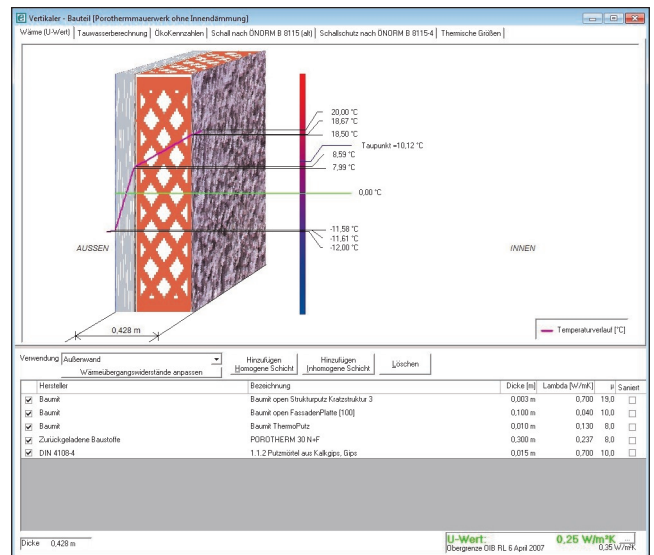 Vertikaler - Bauteil [Porothermmauerwerk ohne Innendämmung]
Wärme (U-Wert) Tauwasserberechnung ÖkoKennzahlen Schall nach ÖNORM B 8115 (alt) Schallschutz nach ÖNORM B 8115-4 Thermische Größen
20,00 °C
18,67 °C
18,50 °C
Taupunkt =10,12 °C
8,59 °C
7,99 °C
0,00 °C
-11,58 °C
-11,61 °C
-12,00 °C
AUSSEN INNEN
0,428 m
Temperaturverlauf [°C]
Verwendung Außenwand
Wärmeübergangswiderstände anpassen
Hinzufügen Homogene Schicht
Hinzufügen Inhomogene Schicht
Löschen
Hersteller Bezeichnung Dicke [m] Lambda [W/mK] µ Saniert
Baumit Baumit open Strukturputz Kratzstruktur 3 0,003 m 0,700 19,0
Baumit Baumit open FassadenPlatte [100] 0,100 m 0,040 10,0
Baumit Baumit ThermoPutz 0,010 m 0,130 8,0
Zurückgeladene Baustoffe POROTHERM 30 N+F 0,300 m 0,237 8,0
DIN 4108-4 1.1.2 Putzmörtel aus Kalkgips, Gips 0,015 m 0,700 10,0
Dicke 0,428 m
U-Wert: 0,25 W/m²K ...
Obergrenze OIB RL 6 April 2007 0,35 W/m²K